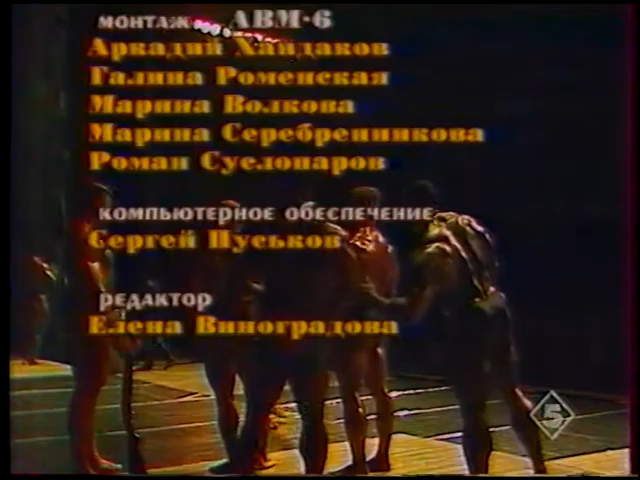 монтаж АВМ-6
Аркадий Хандаков
Галина Роменская
Марина Волкова
Марина Серебренникова
Роман Суслопаров
компьютерное обеспечение
Сергей Пуськов
редактор
Елена Виноградова
5